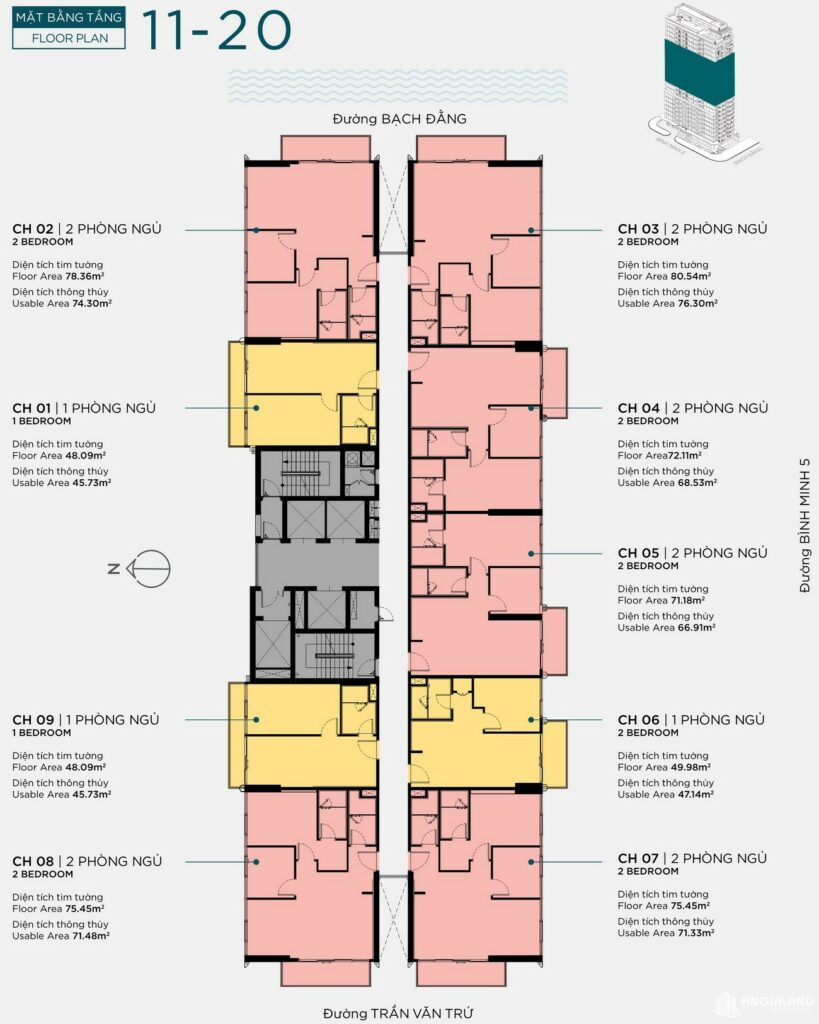 MẶT BẰNG TẦNG
FLOOR PLAN
11-20
BÌNH MINH 5
BẠCH ĐẰNG
Đường BẠCH ĐẰNG
CH 02 | 2 PHÒNG NGỦ
2 BEDROOM
Diện tích tim tường
Floor Area 78.36m²
Diện tích thông thủy
Usable Area 74.30m²
CH 03 | 2 PHÒNG NGỦ
2 BEDROOM
Diện tích tim tường
Floor Area 80.54m²
Diện tích thông thủy
Usable Area 76.30m²
CH 01 | 1 PHÒNG NGỦ
1 BEDROOM
Diện tích tim tường
Floor Area 48.09m²
Diện tích thông thủy
Usable Area 45.73m²
CH 04 | 2 PHÒNG NGỦ
2 BEDROOM
Diện tích tim tường
Floor Area72.11m²
Diện tích thông thủy
Usable Area 68.53m²
CH 05 | 2 PHÒNG NGỦ
2 BEDROOM
Diện tích tim tường
Floor Area 71.18m²
Diện tích thông thủy
Usable Area 66.91m²
Đường BÌNH MINH 5
N
CH 09 | 1 PHÒNG NGỦ
1 BEDROOM
Diện tích tim tường
Floor Area 48.09m²
Diện tích thông thủy
Usable Area 45.73m²
CH 06 | 1 PHÒNG NGỦ
2 BEDROOM
Diện tích tim tường
Floor Area 49.98m²
Diện tích thông thủy
Usable Area 47.14m²
CH 08 | 2 PHÒNG NGỦ
2 BEDROOM
Diện tích tim tường
Floor Area 75.45m²
Diện tích thông thủy
Usable Area 71.48m²
CH 07 | 2 PHÒNG NGỦ
2 BEDROOM
Diện tích tim tường
Floor Area 75.45m²
Diện tích thông thủy
Usable Area 71.33m²
Đường TRẦN VĂN TRỨ
ANGIALAND
REAL ESTATE